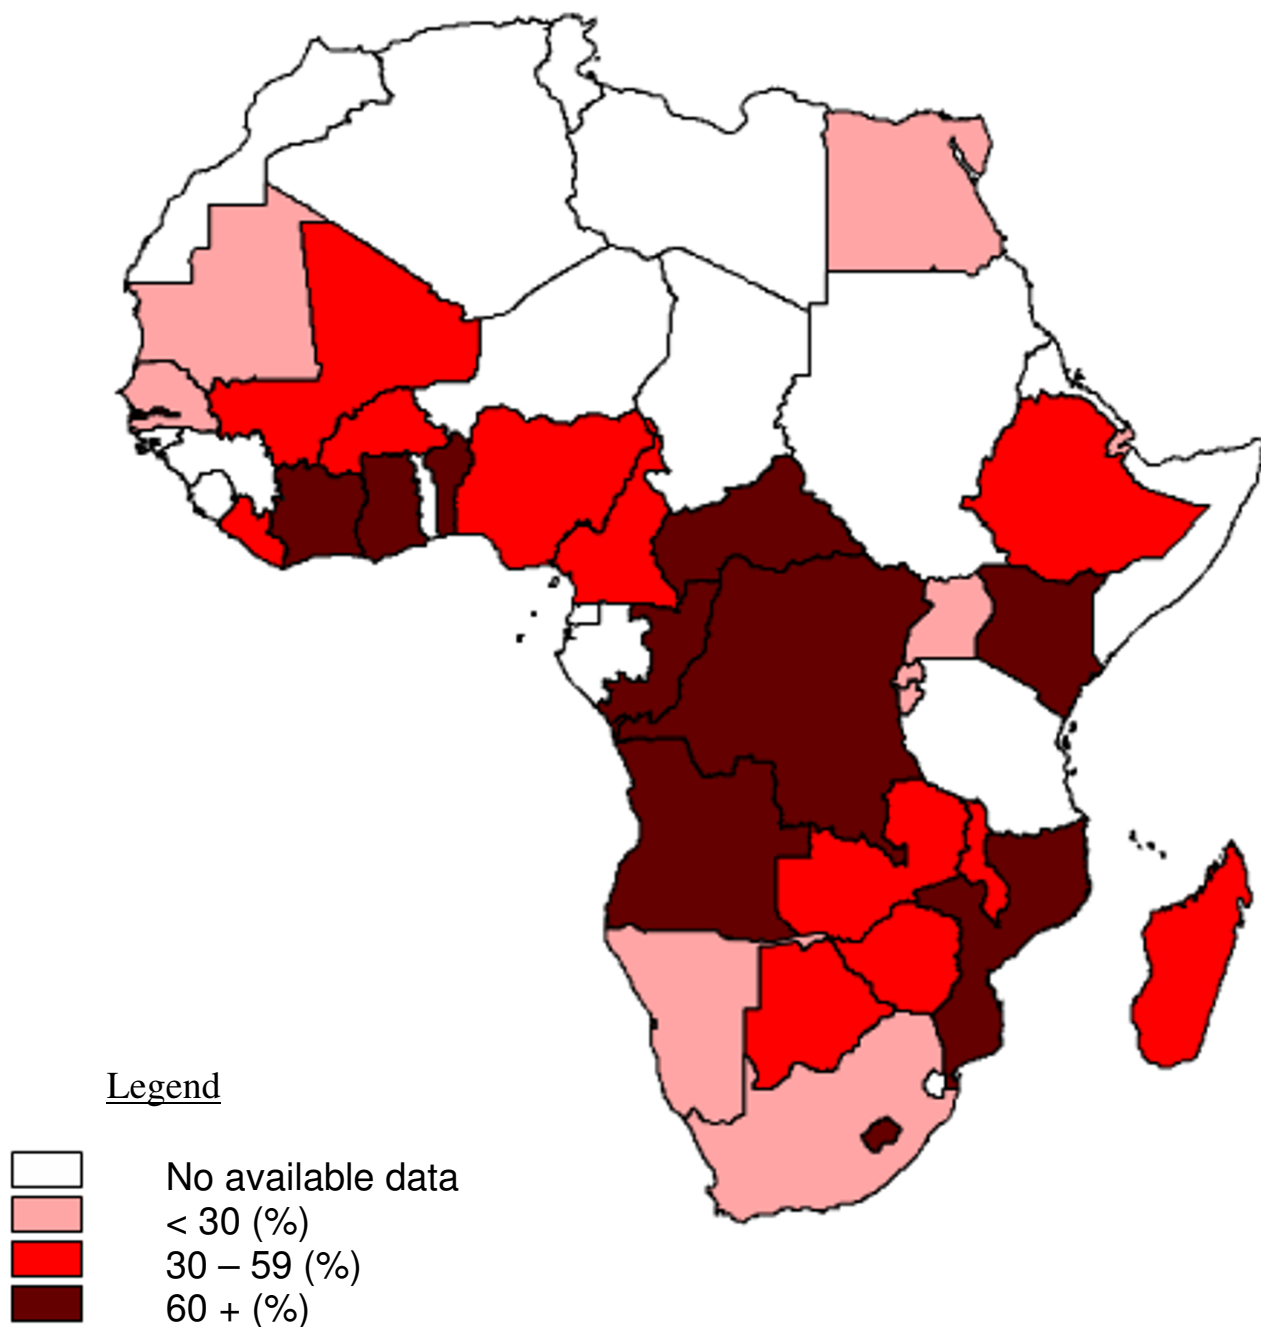 Legend
No available data
< 30 (%)
30 – 59 (%)
60 + (%)